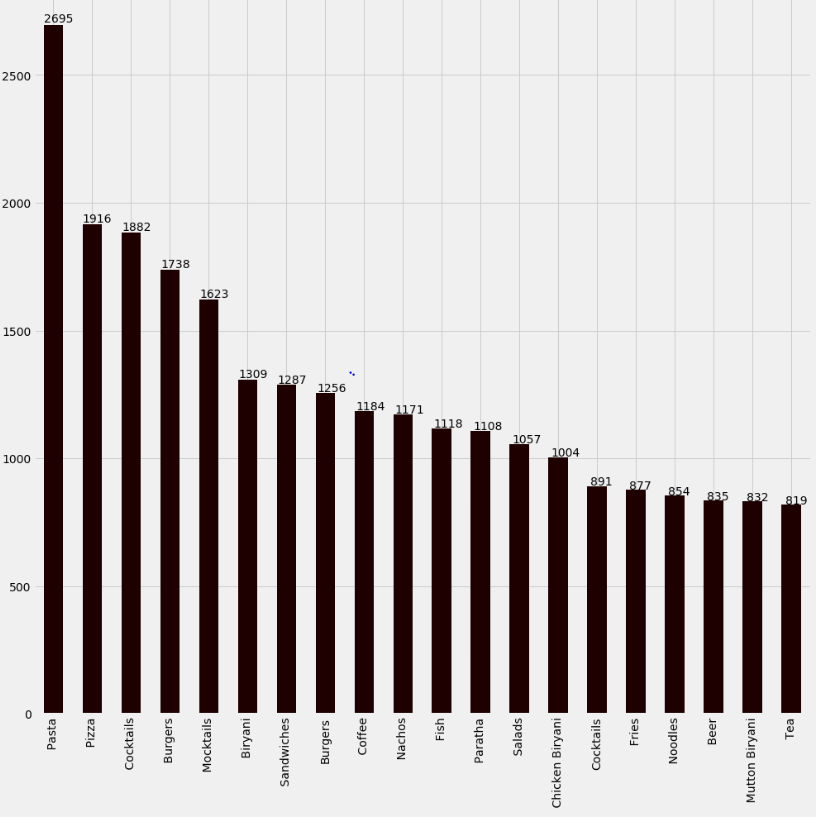 2695
2500
2000
1500
1000
500
0
1916
1882
1738
1623
1309
1287
1256
1184
1171
1118
1108
1057
1004
891
877
854
835
832
819
Pasta
Pizza
Cocktails
Burgers
Mocktails
Biryani
Sandwiches
Burgers
Coffee
Nachos
Fish
Paratha
Salads
Chicken Biryani
Cocktails
Fries
Noodles
Beer
Mutton Biryani
Tea